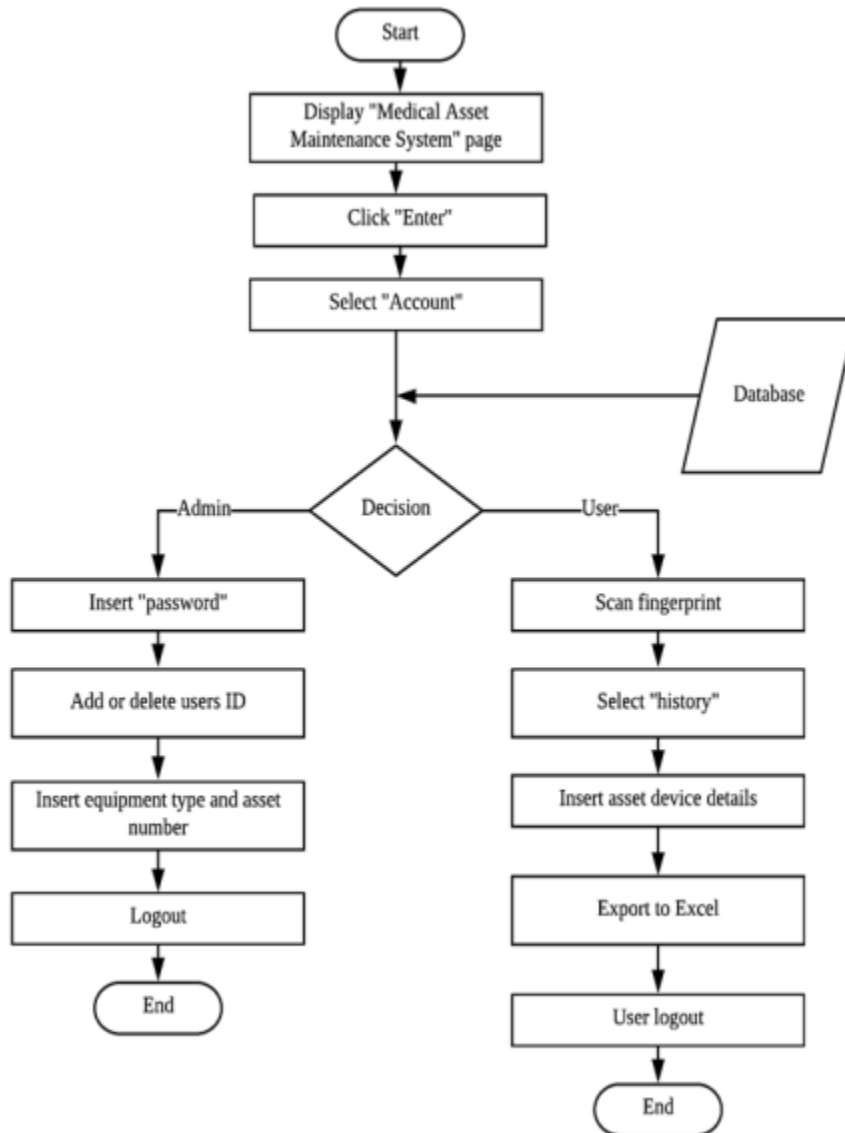 Start
Display "Medical Asset
Maintenance System" page
Click "Enter"
Select "Account"
Database
Decision
Admin
User
Insert "password"
Add or delete users ID
Insert equipment type and asset
number
Logout
End
Scan fingerprint
Select "history"
Insert asset device details
Export to Excel
User logout
End